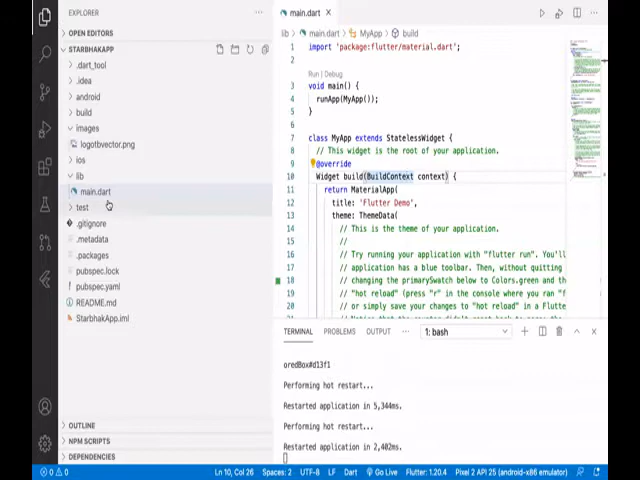 EXPLORER
OPEN EDITORS
STARBHAKAPP
.dart_tool
.idea
android
build
images
logotbvector.png
ios
lib
main.dart
test
.gitignore
.metadata
.packages
pubspec.lock
pubspec.yaml
README.md
StarbhakApp.iml
OUTLINE
NPM SCRIPTS
DEPENDENCIES
main.dart
lib > main.dart > MyApp > build
1 import 'package:flutter/material.dart';
2
Run | Debug
3 void main() {
4 runApp(MyApp());
5 }
6
7 class MyApp extends StatelessWidget {
8 // This widget is the root of your application.
9 @override
10 Widget build(BuildContext context) {
11 return MaterialApp(
12 title: 'Flutter Demo',
13 theme: ThemeData(
14 // This is the theme of your application.
15 //
16 // Try running your application with "flutter run". You'll
17 // application has a blue toolbar. Then, without quitting
18 // changing the primarySwatch below to Colors.green and th
19 // "hot reload" (press "r" in the console where you ran "f
20 // or simply save your changes to "hot reload" in a Flutte
TERMINAL PROBLEMS OUTPUT ··· 1: bash
oredBox#d13f1
Performing hot restart...
Restarted application in 5,344ms.
Performing hot restart...
Restarted application in 2,402ms.
0 0 Ln 10, Col 26 Spaces: 2 UTF-8 LF Dart Go Live Flutter: 1.20.4 Pixel 2 API 25 (android-x86 emulator)